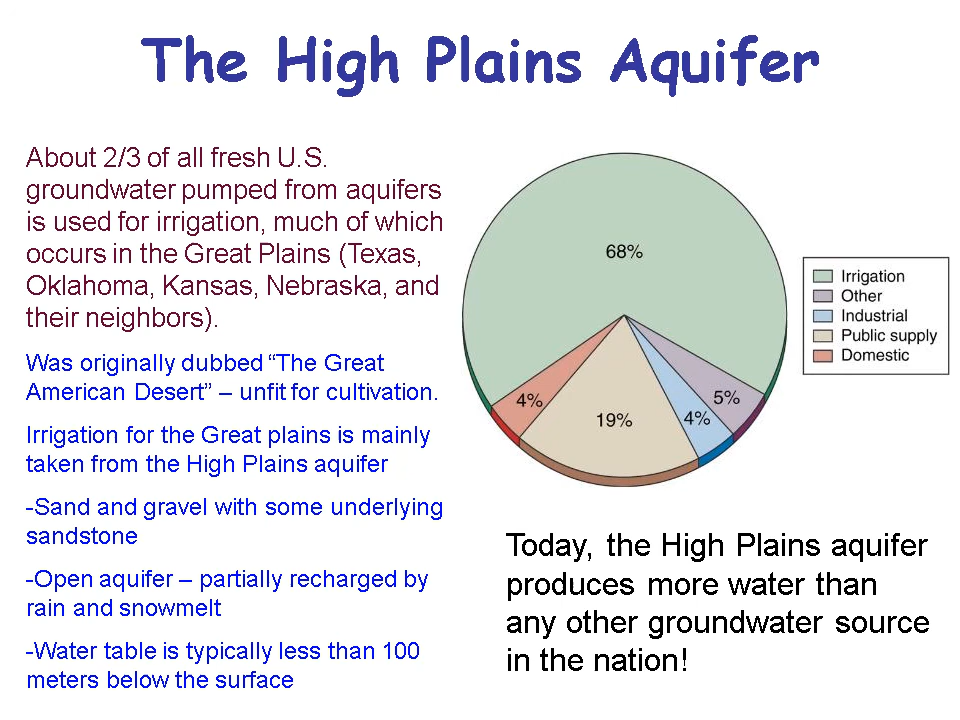 The High Plains Aquifer
About 2/3 of all fresh U.S.
groundwater pumped from aquifers
is used for irrigation, much of which
occurs in the Great Plains (Texas,
Oklahoma, Kansas, Nebraska, and
their neighbors).
Was originally dubbed “The Great
American Desert” – unfit for cultivation.
Irrigation for the Great plains is mainly
taken from the High Plains aquifer
-Sand and gravel with some underlying
sandstone
-Open aquifer – partially recharged by
rain and snowmelt
-Water table is typically less than 100
meters below the surface
68%
4%
19%
4%
5%
Irrigation
Other
Industrial
Public supply
Domestic
Today, the High Plains aquifer
produces more water than
any other groundwater source
in the nation!